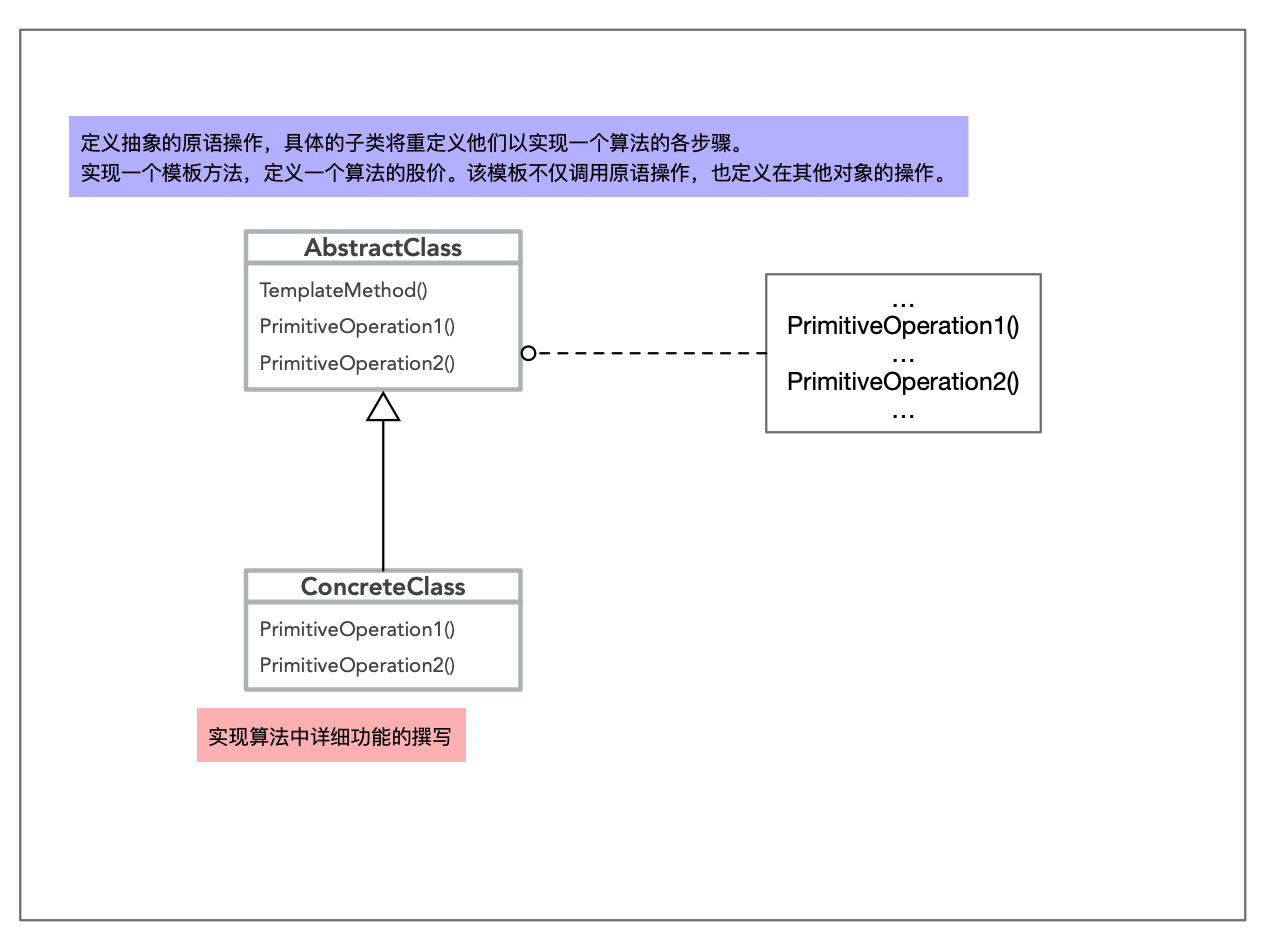 定义抽象的原语操作，具体的子类将重定义他们以实现一个算法的各步骤。
实现一个模板方法，定义一个算法的股价。该模板不仅调用原语操作，也定义在其他对象的操作。
AbstractClass
TemplateMethod()
PrimitiveOperation1()
PrimitiveOperation2()
...
PrimitiveOperation1()
...
PrimitiveOperation2()
...
ConcreteClass
PrimitiveOperation1()
PrimitiveOperation2()
实现算法中详细功能的撰写